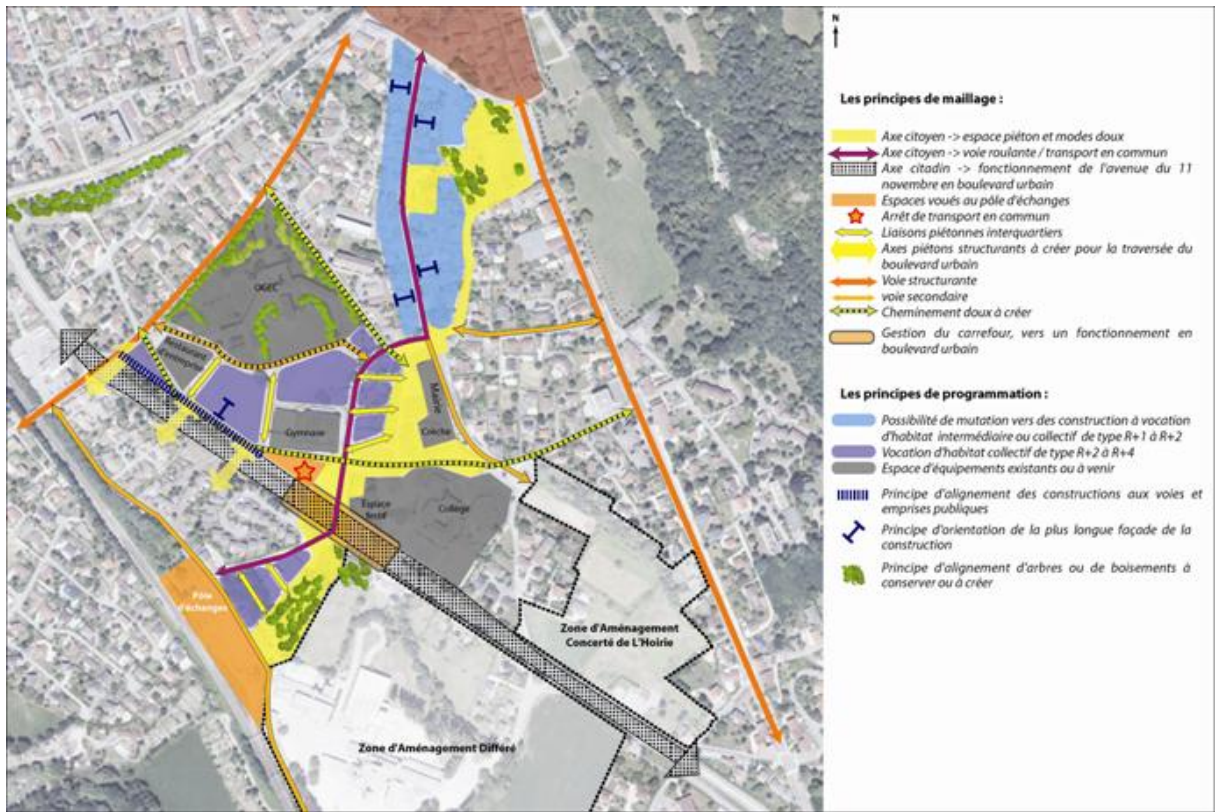 N
Les principes de maillage :
Axe citoyen -> espace piéton et modes doux
Axe citoyen -> voie roulante / transport en commun
Axe citadin -> fonctionnement de l'avenue du 11
novembre en boulevard urbain
Espaces voués au pôle d'échanges
Arrêt de transport en commun
Liaisons piétonnes interquartiers
Axes piétons structurants à créer pour la traversée du
boulevard urbain
Voie structurante
voie secondaire
Cheminement doux à créer
Gestion du carrefour, vers un fonctionnement en
boulevard urbain
Les principes de programmation :
Possibilité de mutation vers des construction à vocation
d'habitat intermédiaire ou collectif de type R+1 à R+2
Vocation d'habitat collectif de type R+2 à R+4
Espace d'équipements existants ou à venir
Principe d'alignement des constructions aux voies et
emprises publiques
Principe d'orientation de la plus longue façade de la
construction
Principe d'alignement d'arbres ou de boisements à
conserver ou à créer
OGEC
Restaurant
d'entreprise
Gymnase
Mairie
Crèche
Espace
festif
Collège
Pôle
d'échanges
Zone d'Aménagement
Concerté de L'Hoirie
Zone d'Aménagement Différé